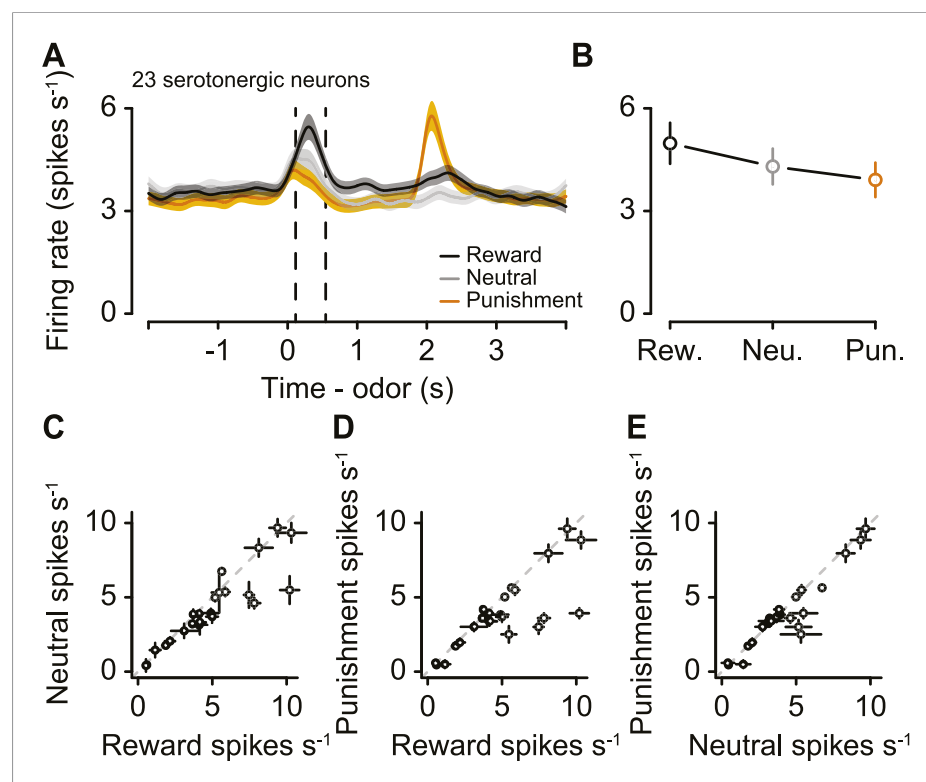 A
B
23 serotonergic neurons
Firing rate (spikes s⁻¹)
6
3
0
Reward
Neutral
Punishment
-1 0 1 2 3
Time - odor (s)
6
3
0
Rew. Neu. Pun.
C
D
E
Neutral spikes s⁻¹
10
5
0
0 5 10
Reward spikes s⁻¹
Punishment spikes s⁻¹
10
5
0
0 5 10
Reward spikes s⁻¹
Punishment spikes s⁻¹
10
5
0
0 5 10
Neutral spikes s⁻¹